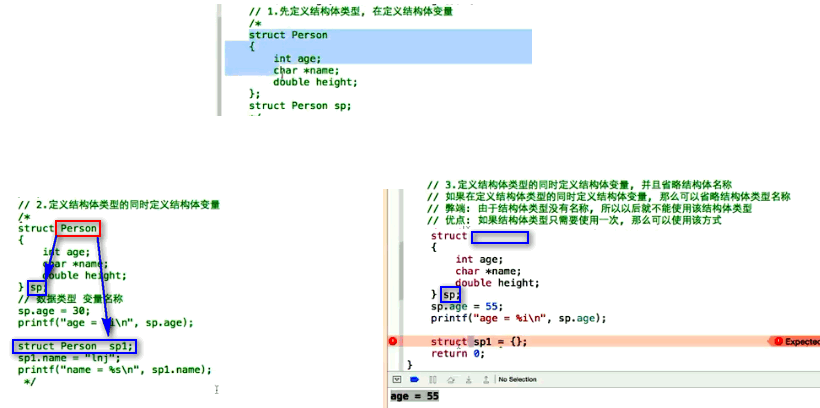 // 1.先定义结构体类型, 在定义结构体变量
/*
struct Person
{
int age;
char *name;
double height;
};
struct Person sp;
// 2.定义结构体类型的同时定义结构体变量
/*
struct Person
{
int age;
char *name;
double height;
} sp;
// 数据类型 变量名称
sp.age = 30;
printf("age = %i\n", sp.age);
struct Person sp1;
sp1.name = "lnj";
printf("name = %s\n", sp1.name);
*/
// 3.定义结构体类型的同时定义结构体变量, 并且省略结构体名称
// 如果在定义结构体类型的同时定义结构体变量, 那么可以省略结构体类型名称
// 弊端: 由于结构体类型没有名称, 所以以后就不能使用该结构体类型
// 优点: 如果结构体类型只需要使用一次, 那么可以使用该方式
struct
{
int age;
char *name;
double height;
} sp;
sp.age = 55;
printf("age = %i\n", sp.age);
struct sp1 = {};
Expected
return 0;
}
No Selection
age = 55